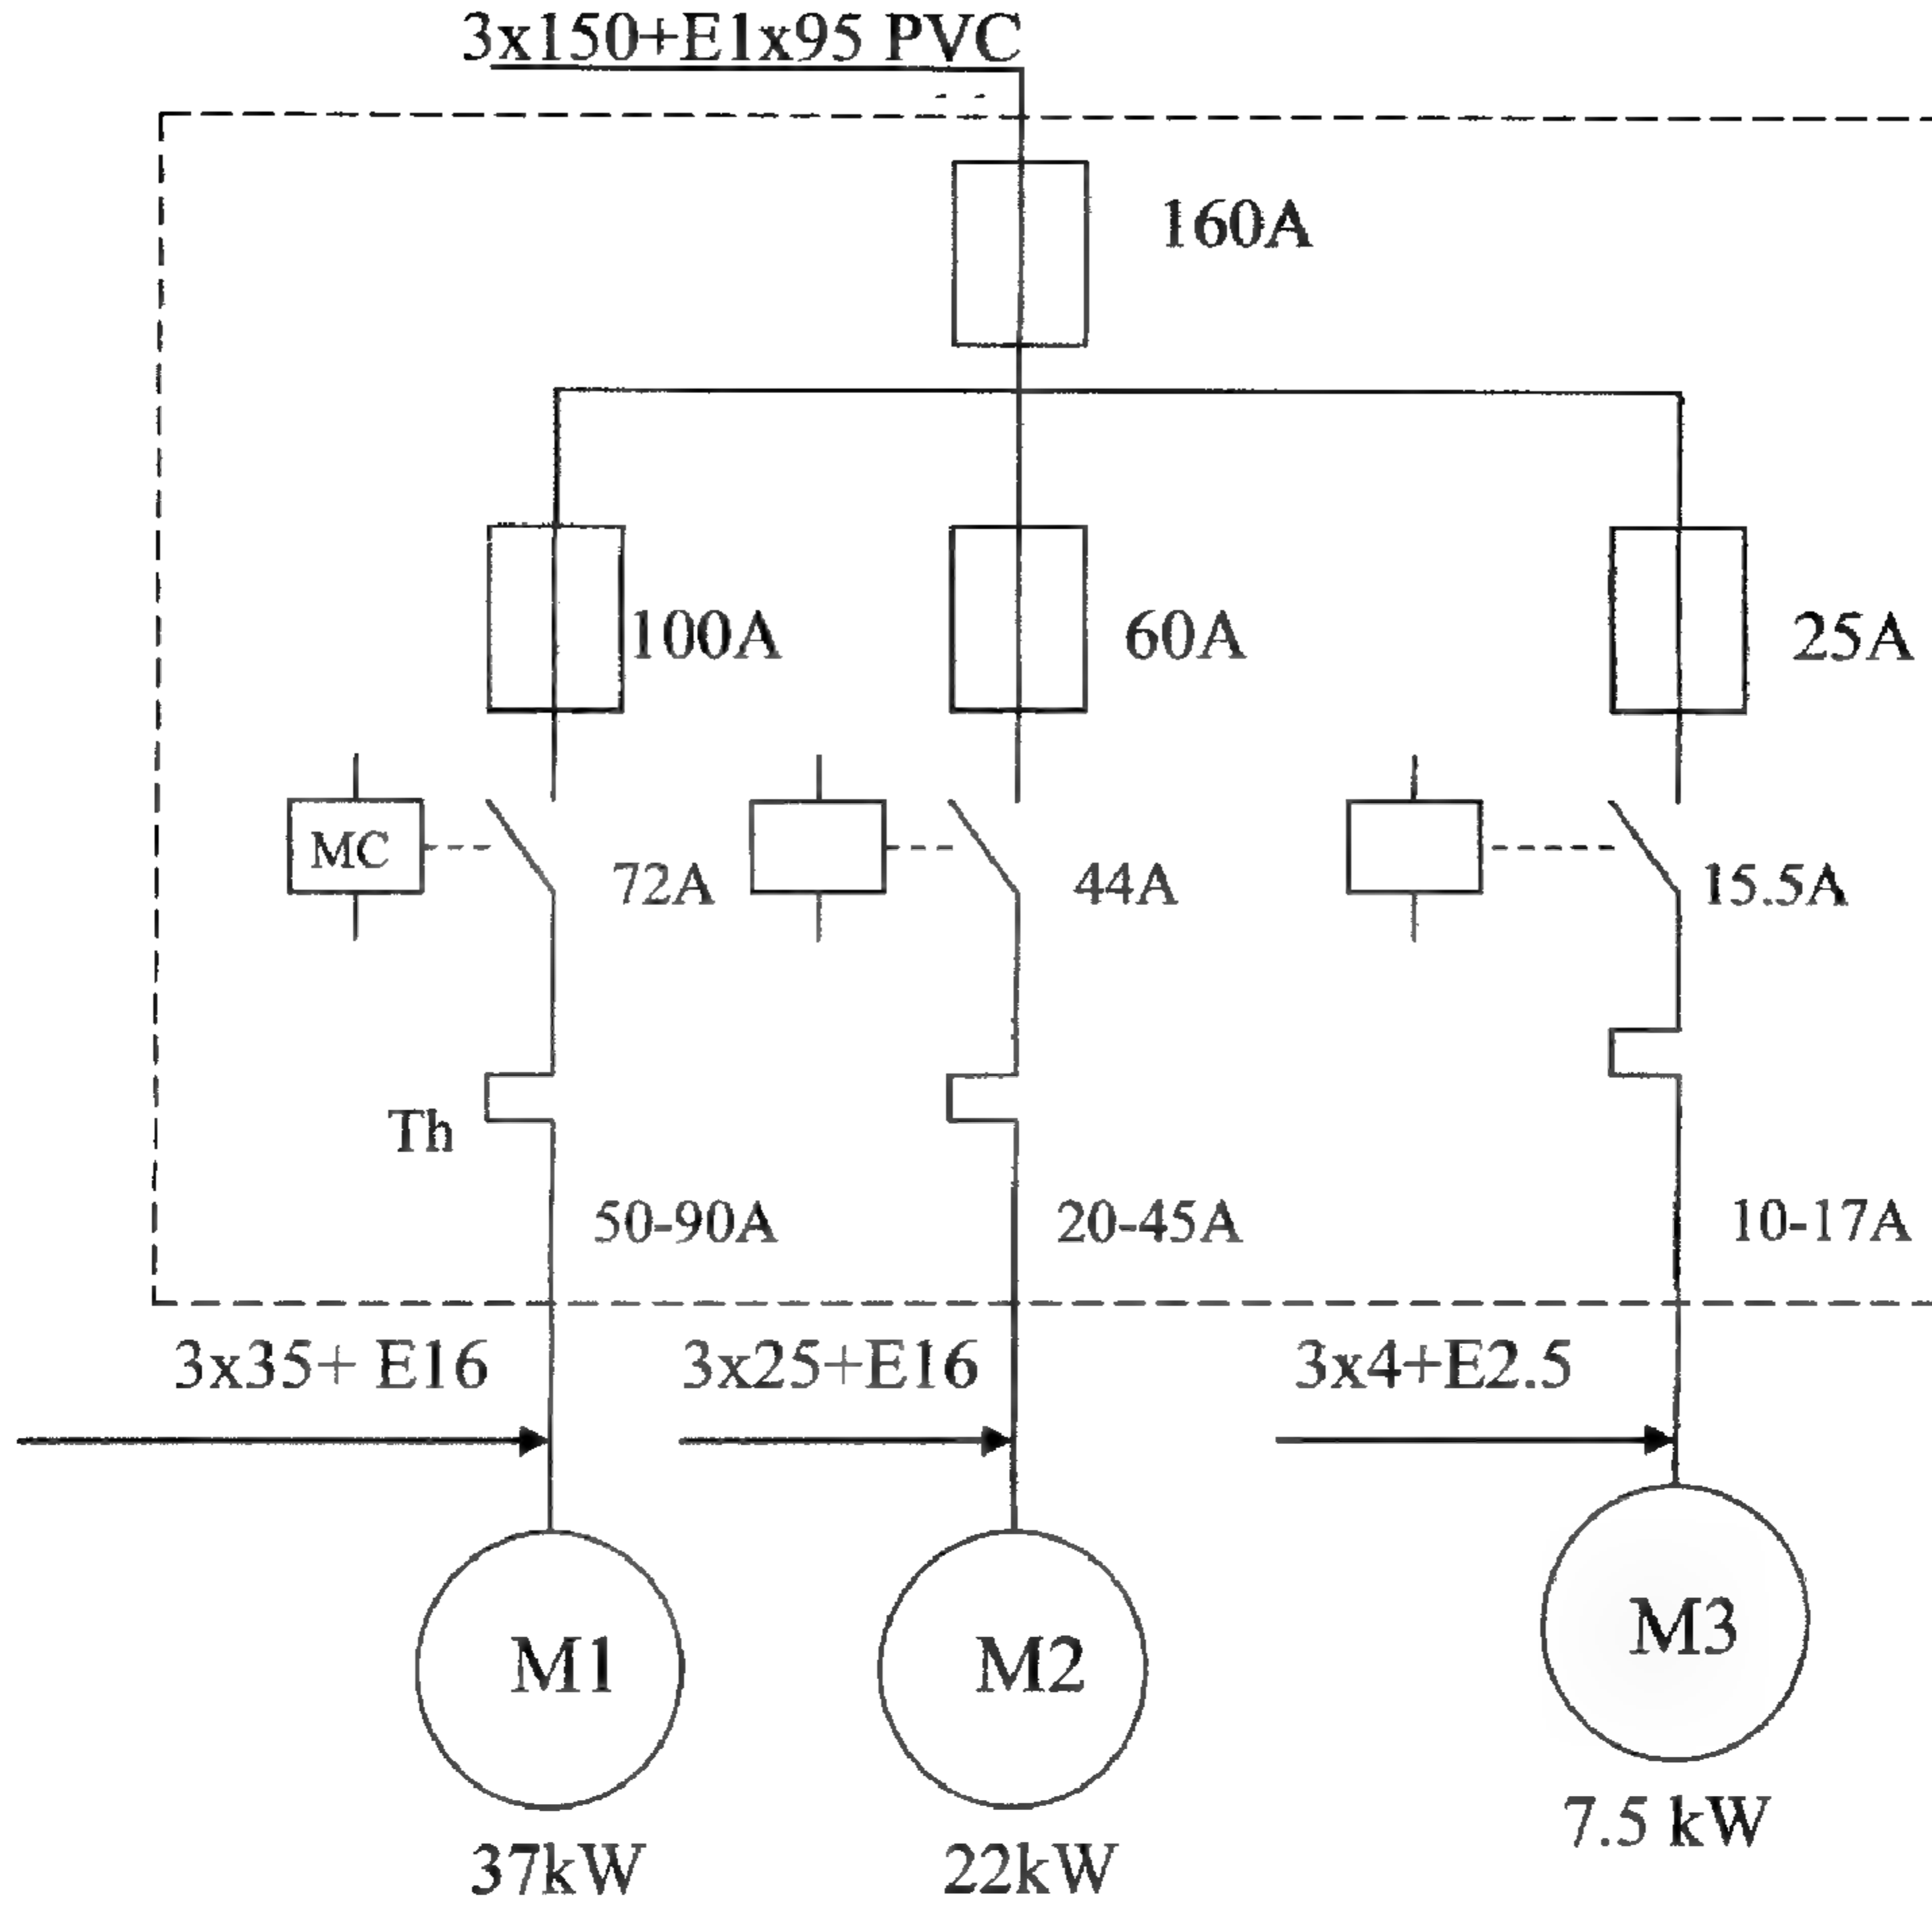 3x150+E1x95 PVC
160A
100A
60A
25A
MC
72A
44A
15.5A
Th
50-90A
20-45A
10-17A
3x35+ E16
3x25+E16
3x4+E2.5
M1
M2
M3
37kW
22kW
7.5 kW